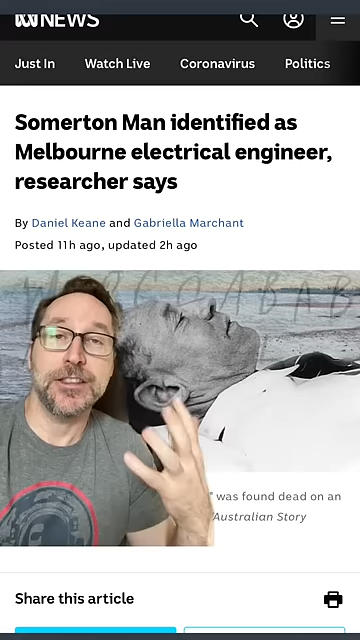 NEWS
Just In Watch Live Coronavirus Politics
Somerton Man identified as
Melbourne electrical engineer,
researcher says
By Daniel Keane and Gabriella Marchant
Posted 11h ago, updated 2h ago
" was found dead on an
Australian Story
Share this article